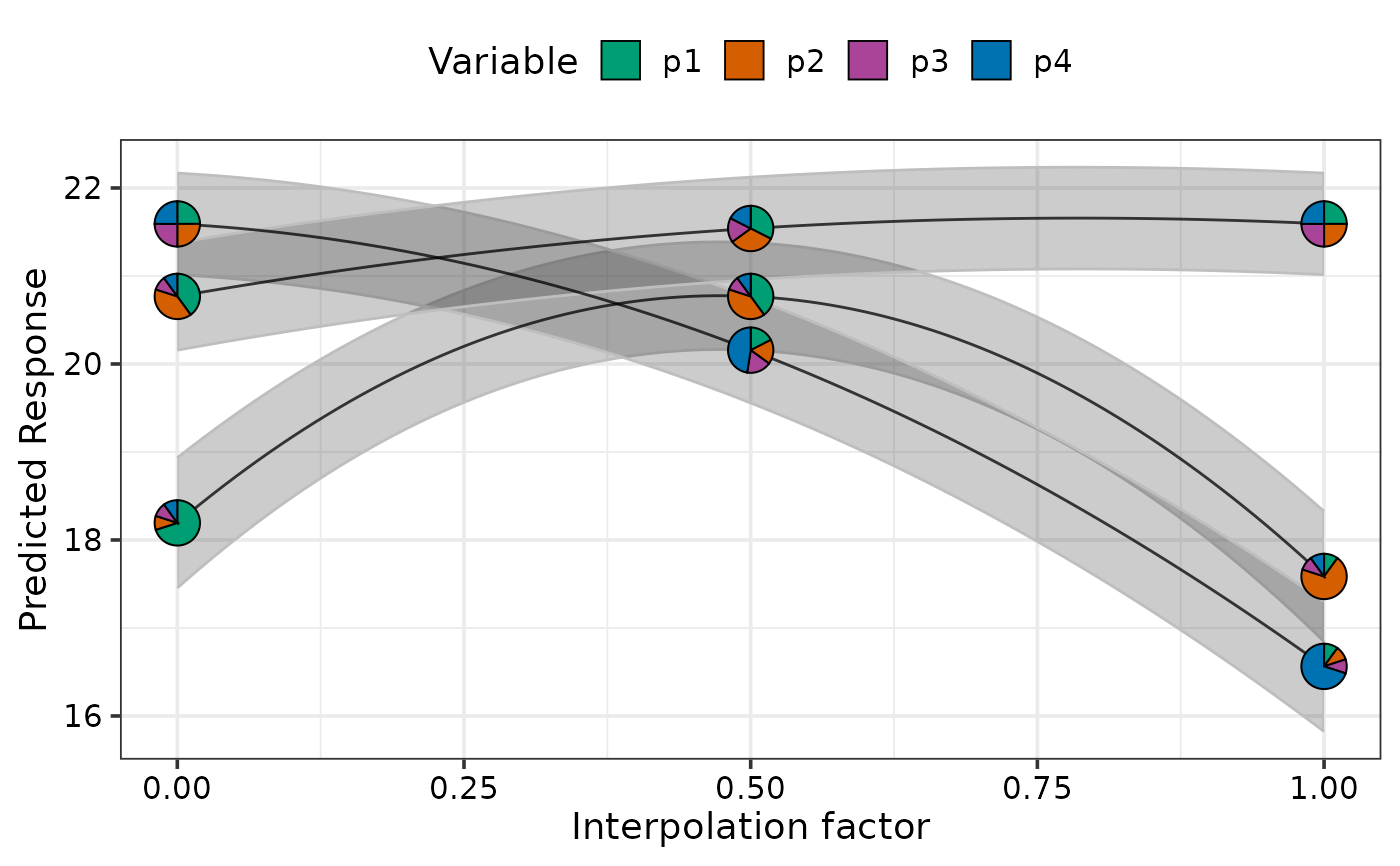 Variable p1 p2 p3 p4
Predicted Response
22
20
18
16
0.00 0.25 0.50 0.75 1.00
Interpolation factor